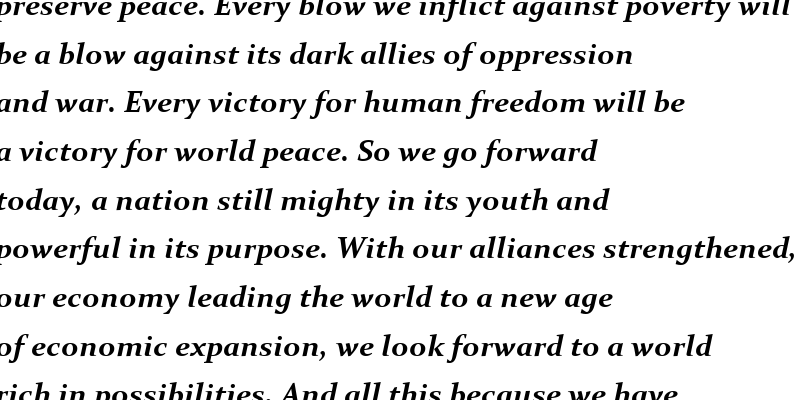 preserve peace. Every blow we inflict against poverty will
be a blow against its dark allies of oppression
and war. Every victory for human freedom will be
a victory for world peace. So we go forward
today, a nation still mighty in its youth and
powerful in its purpose. With our alliances strengthened,
our economy leading the world to a new age
of economic expansion, we look forward to a world
rich in possibilities. And all this because we have